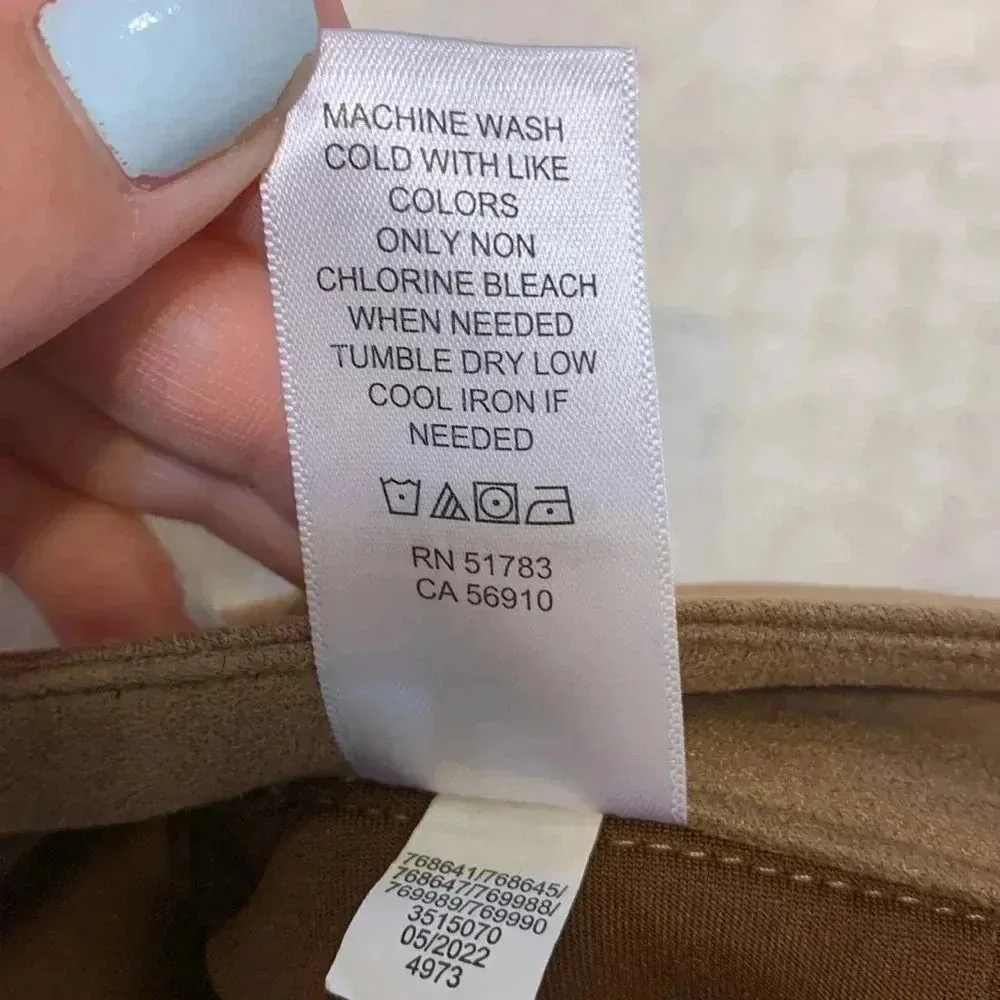 MACHINE WASH
COLD WITH LIKE
COLORS
ONLY NON
CHLORINE BLEACH
WHEN NEEDED
TUMBLE DRY LOW
COOL IRON IF
NEEDED
RN 51783
CA 56910
768641/768645/
768647/769988/
769989/769990
3515070
05/2022
4973